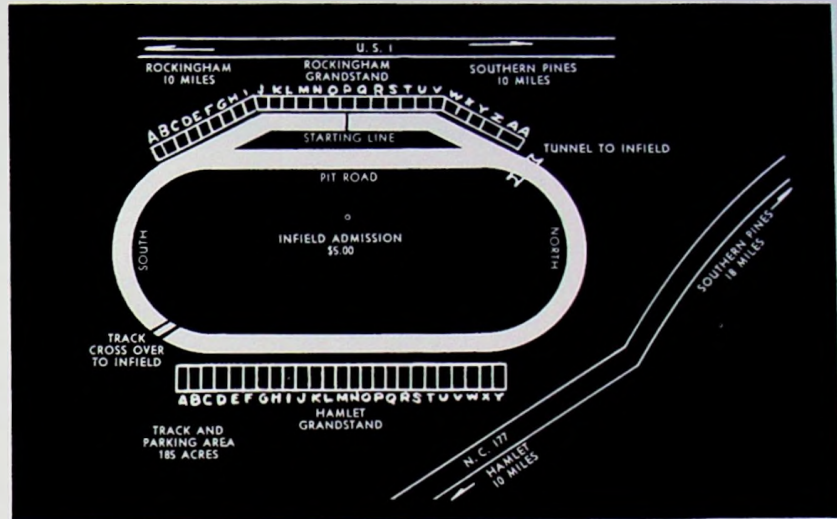 U.S. 1
ROCKINGHAM
10 MILES
ROCKINGHAM
GRANDSTAND
SOUTHERN PINES
10 MILES
A B C D E F G H I J K L M N O P Q R S T U V W X Y Z AA
STARTING LINE
TUNNEL TO INFIELD
PIT ROAD
SOUTH
INFIELD ADMISSION
$5.00
NORTH
SOUTHERN PINES
18 MILES
TRACK
CROSS OVER
TO INFIELD
A B C D E F G H I J K L M N O P Q R S T U V W X Y
HAMLET
GRANDSTAND
TRACK AND
PARKING AREA
185 ACRES
N. C. 177
HAMLET
10 MILES